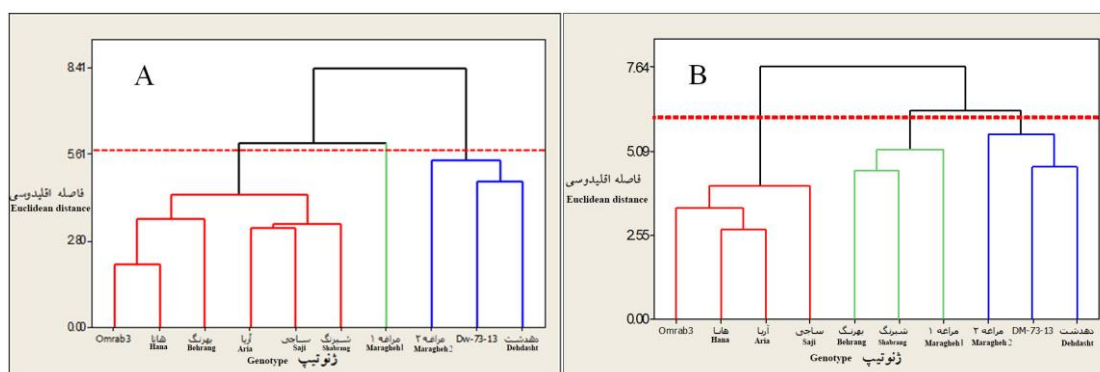 A
8.41
5.61
فاصله اقلیدوسی
Euclidean distance
2.80
0.00
Omrab3 هانا بهرنگ آریا ساجی شبرنگ مراغه ۱ مراغه ۲ Dw-73-13 دهدشت
Hana Behrang Aria Saji Shabrang Maragheh1 Maragheh2 Dehdasht
Genotype ژنوتیپ
B
7.64
5.09
فاصله اقلیدوسی
Euclidean distance
2.55
0.00
Omrab3 هانا آریا ساجی بهرنگ شبرنگ مراغه ۱ مراغه ۲ DM-73-13 دهدشت
Hana Aria Saji Behrang Shabrang Maragheh1 Maragheh2 Dehdasht
Genotype ژنوتیپ